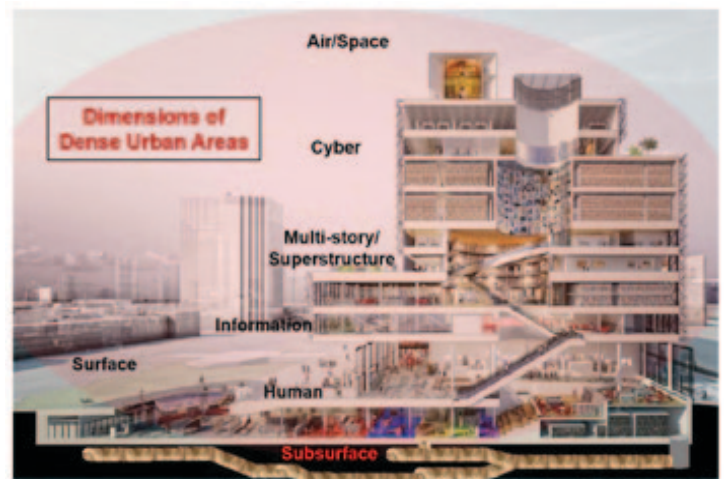 Air/Space
Dimensions of
Dense Urban Areas
Cyber
Multi-story/
Superstructure
Information
Surface
Human
Subsurface